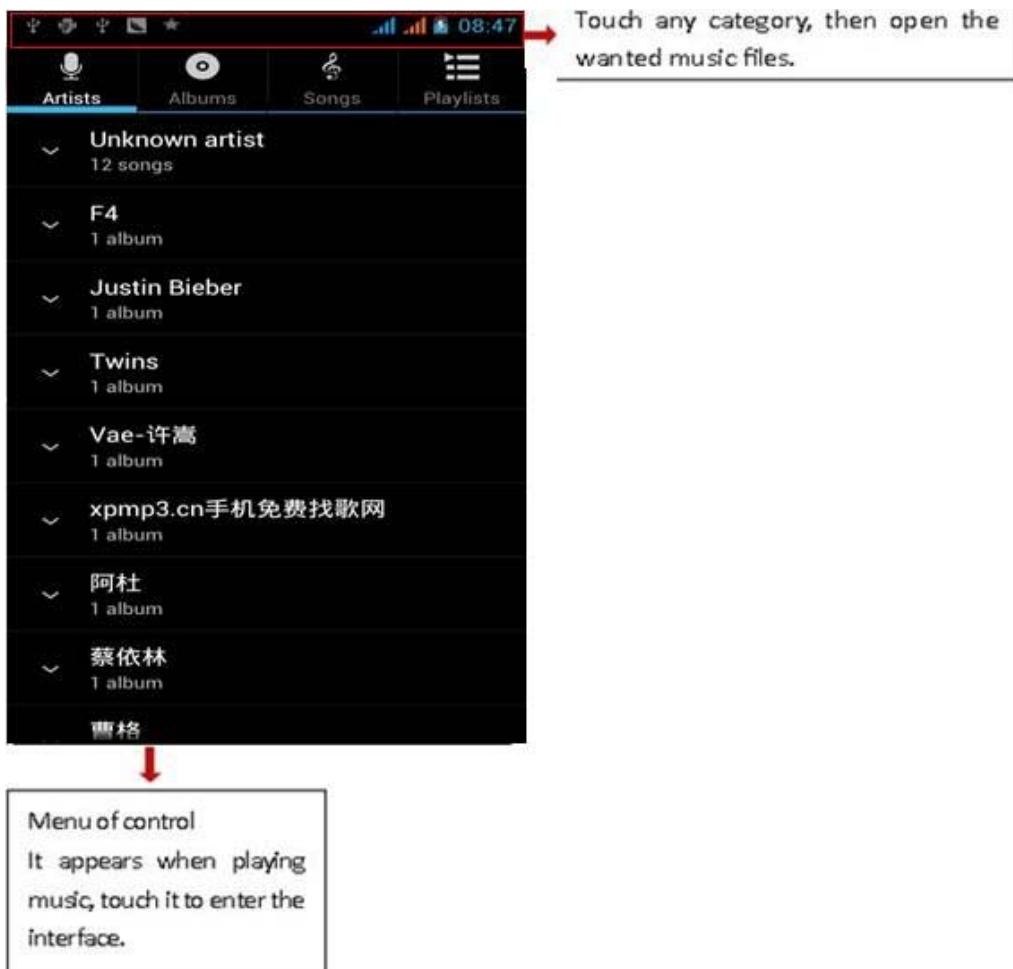 08:47
Touch any category, then open the
wanted music files.
Artists Albums Songs Playlists
Unknown artist
12 songs
F4
1 album
Justin Bieber
1 album
Twins
1 album
Vae-许嵩
1 album
xpmp3.cn手机免费找歌网
1 album
阿杜
1 album
蔡依林
1 album
曹格
Menu of control
It appears when playing
music, touch it to enter the
interface.